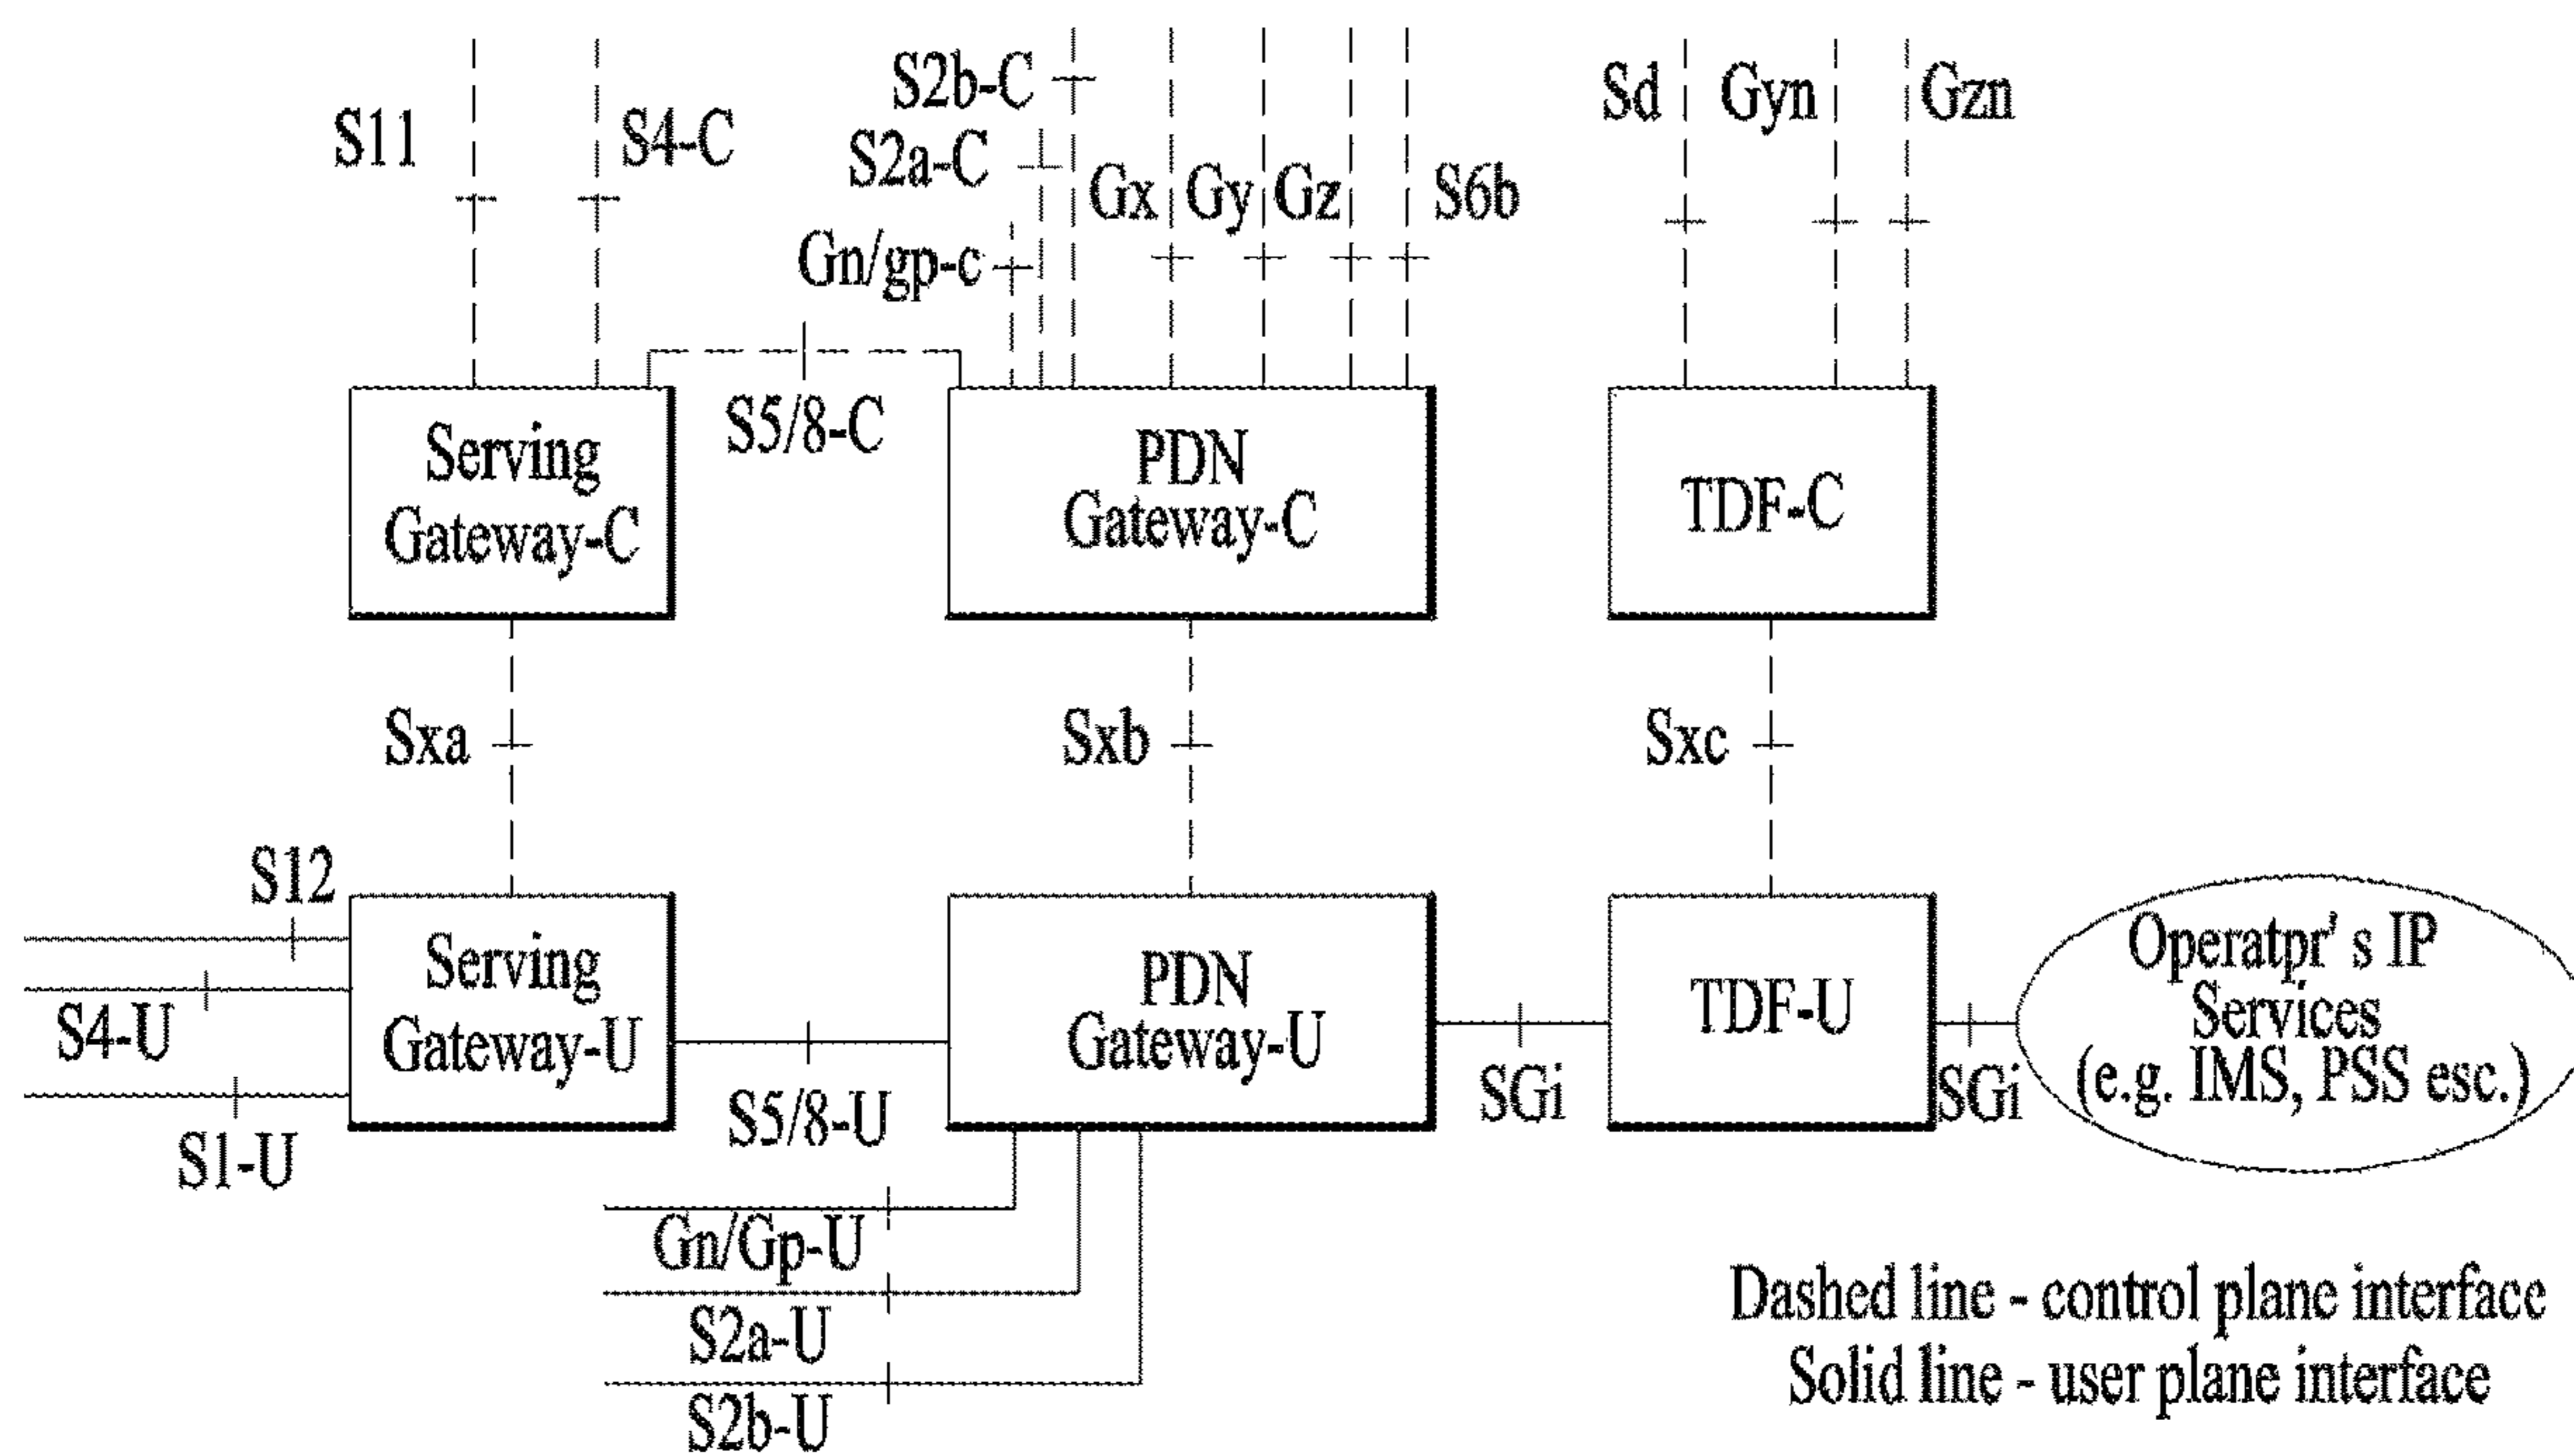 S2b-C
Sd
Gyn
Gzn
S11
S4-C
S2a-C
Gx
Gy
Gz
S6b
Gn/gp-c
S5/8-C
Serving
Gateway-C
PDN
Gateway-C
TDF-C
Sxa
Sxb
Sxc
S12
S4-U
S1-U
Serving
Gateway-U
S5/8-U
PDN
Gateway-U
SGi
TDF-U
SGi
Operatpr' s IP
Services
(e.g. IMS, PSS esc.)
Gn/Gp-U
S2a-U
S2b-U
Dashed line - control plane interface
Solid line - user plane interface